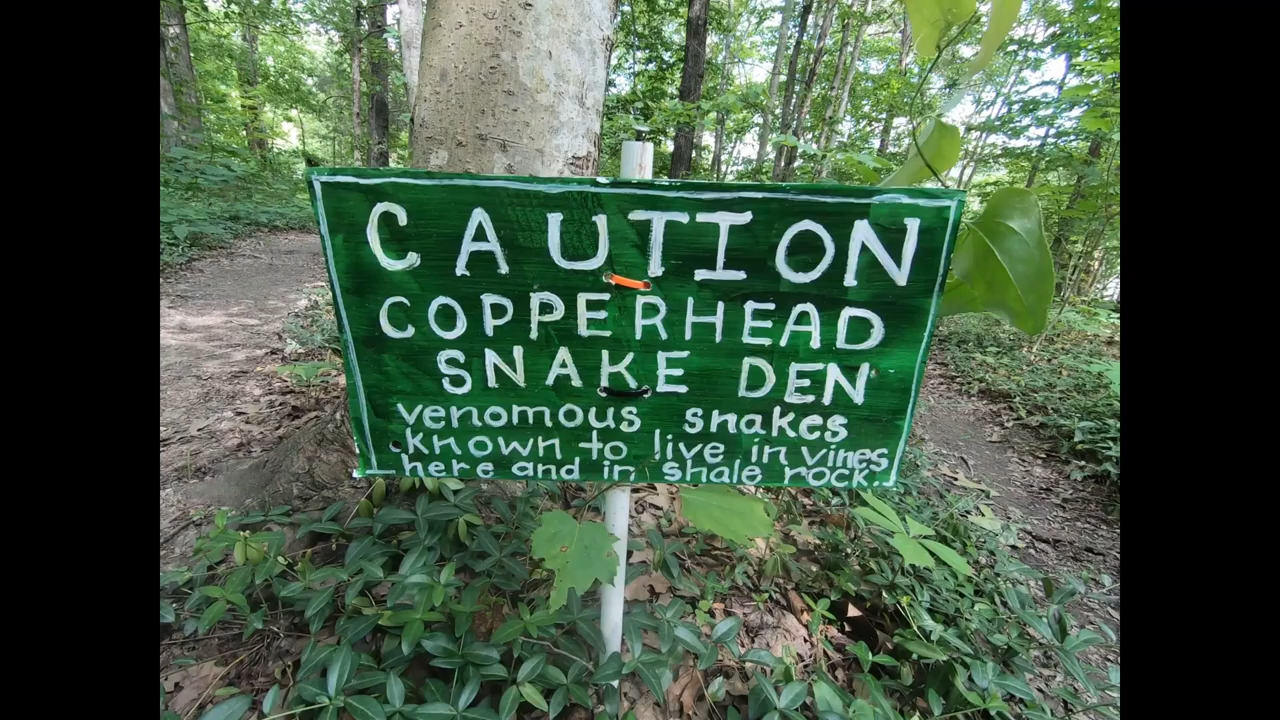 CAUTION
COPPERHEAD
SNAKE DEN
venomous snakes
known to live in vines
here and in shale rock..